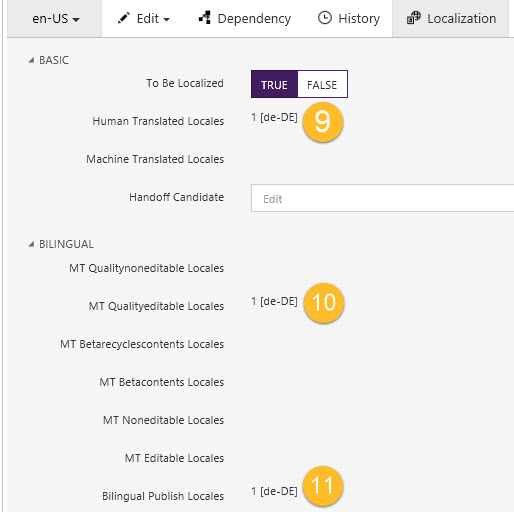 en-US Edit Dependency History Localization
BASIC
To Be Localized TRUE FALSE
Human Translated Locales 1 [de-DE] 9
Machine Translated Locales
Handoff Candidate Edit
BILINGUAL
MT Qualitynoneditable Locales
MT Qualityeditable Locales 1 [de-DE] 10
MT Betarecyclescontents Locales
MT Betacontents Locales
MT Noneditable Locales
MT Editable Locales
Bilingual Publish Locales 1 [de-DE] 11